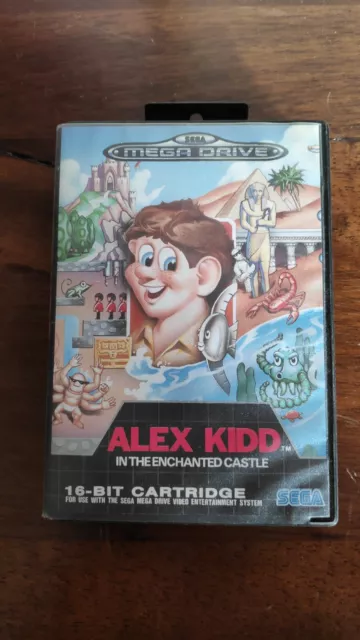 SEGA
MEGA DRIVE
ALEX KIDD™
IN THE ENCHANTED CASTLE
16-BIT CARTRIDGE
FOR USE WITH THE SEGA MEGA DRIVE VIDEO ENTERTAINMENT SYSTEM
SEGA